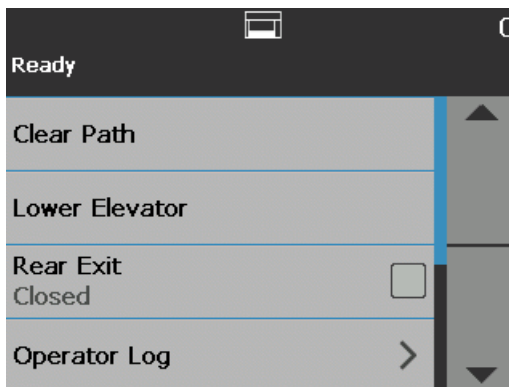 Ready
Clear Path
Lower Elevator
Rear Exit
Closed
Operator Log